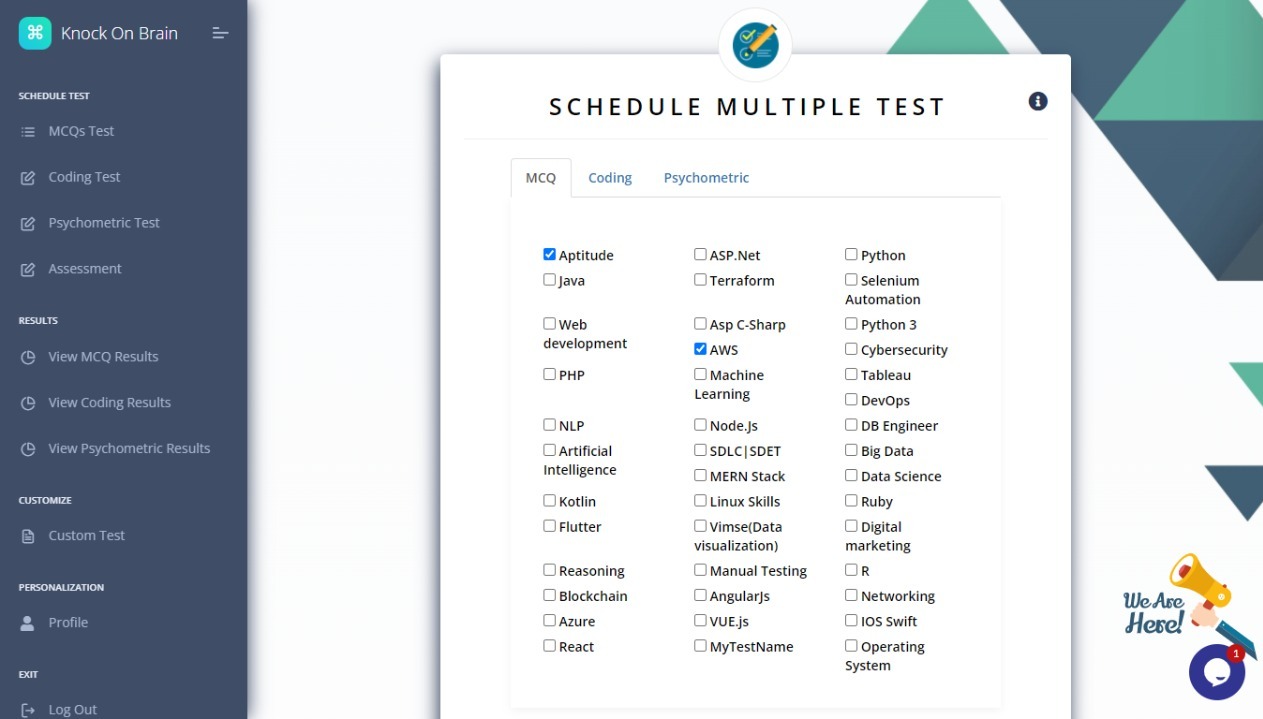 Knock On Brain
SCHEDULE TEST
MCQs Test
Coding Test
Psychometric Test
Assessment
RESULTS
View MCQ Results
View Coding Results
View Psychometric Results
CUSTOMIZE
Custom Test
PERSONALIZATION
Profile
EXIT
Log Out
SCHEDULE MULTIPLE TEST
MCQ Coding Psychometric
Aptitude ASP.Net Python
Java Terraform Selenium
Automation
Web Asp C-Sharp Python 3
development
AWS Cybersecurity
PHP Machine Tableau
Learning
DevOps
NLP Node.Js DB Engineer
Artificial SDLC|SDET Big Data
Intelligence
MERN Stack Data Science
Kotlin Linux Skills Ruby
Flutter Vimse(Data Digital
visualization) marketing
Reasoning Manual Testing R
Blockchain AngularJs Networking
Azure VUE.js IOS Swift
React MyTestName Operating
System
We Are
Here!
1